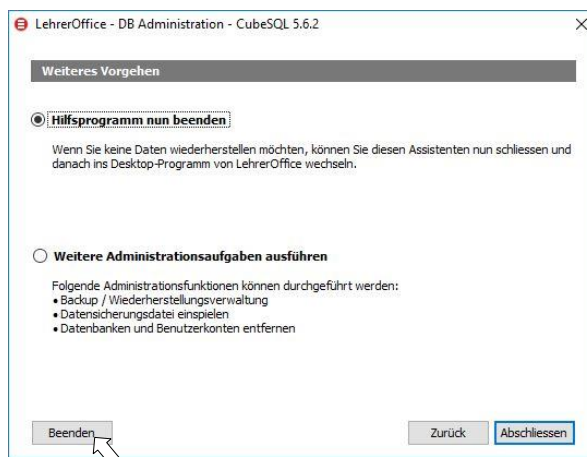 LehrerOffice - DB Administration - CubeSQL 5.6.2
Weiteres Vorgehen
Hilfsprogramm nun beenden
Wenn Sie keine Daten wiederherstellen möchten, können Sie diesen Assistenten nun schliessen und
danach ins Desktop-Programm von LehrerOffice wechseln.
Weitere Administrationsaufgaben ausführen
Folgende Administrationsfunktionen können durchgeführt werden:
• Backup / Wiederherstellungsverwaltung
• Datensicherungsdatei einspielen
• Datenbanken und Benutzerkonten entfernen
Beenden Zurück Abschliessen